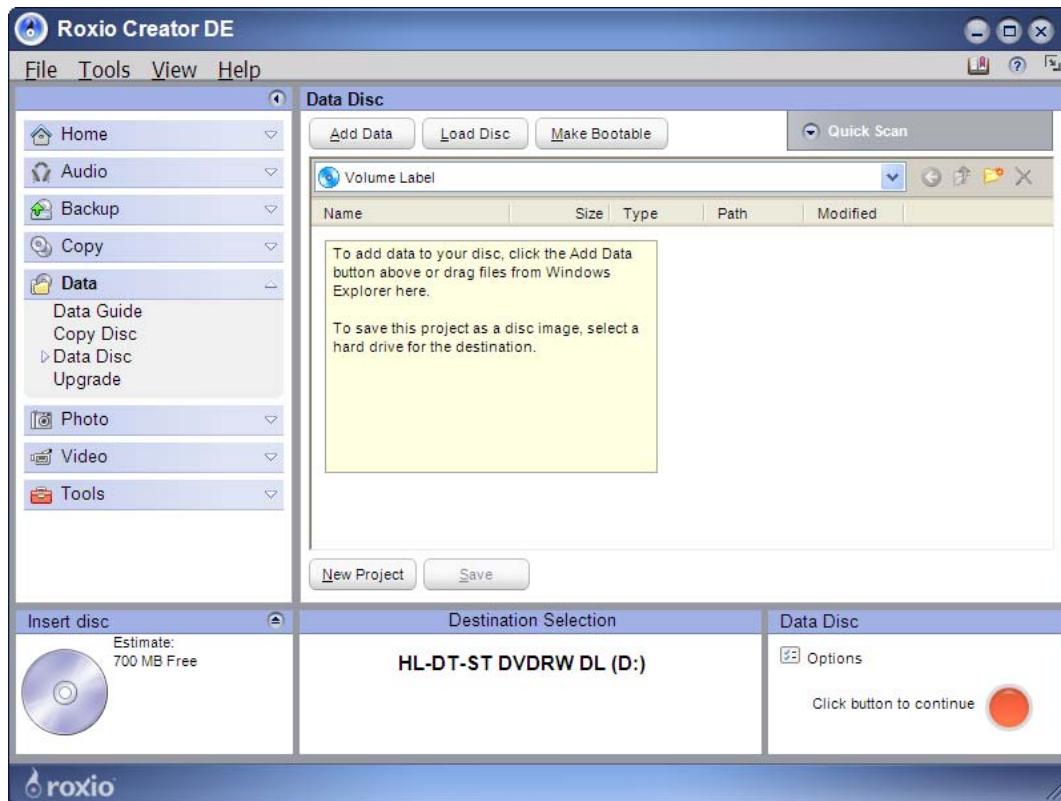 Roxio Creator DE
File Tools View Help
Home
Audio
Backup
Copy
Data
Data Guide
Copy Disc
Data Disc
Upgrade
Photo
Video
Tools
Data Disc
Add Data Load Disc Make Bootable Quick Scan
Volume Label
Name Size Type Path Modified
To add data to your disc, click the Add Data
button above or drag files from Windows
Explorer here.
To save this project as a disc image, select a
hard drive for the destination.
New Project Save
Insert disc
Estimate:
700 MB Free
Destination Selection
HL-DT-ST DVDRW DL (D:)
Data Disc
Options
Click button to continue
roxio